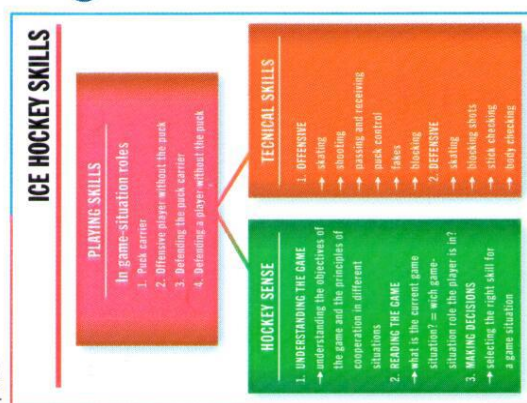 ICE HOCKEY SKILLS
PLAYING SKILLS
In game-situation roles
1. Puck carrier
2. Offensive player without the puck
3. Defending the puck carrier
4. Defending a player without the puck
HOCKEY SENSE
1. UNDERSTANDING THE GAME
→ understanding the objectives of
the game and the principles of
cooperation in different
situations
2. READING THE GAME
→ what is the current game
situation? = wich game-
situation role the player is in?
3. MAKING DECISIONS
→ selecting the right skill for
a game situation
TECNICAL SKILLS
1. OFFENSIVE
→ skating
→ shooting
→ passing and receiving
→ puck control
→ fakes
→ blocking
2. DEFENSIVE
→ skating
→ blocking shots
→ stick checking
→ body checking